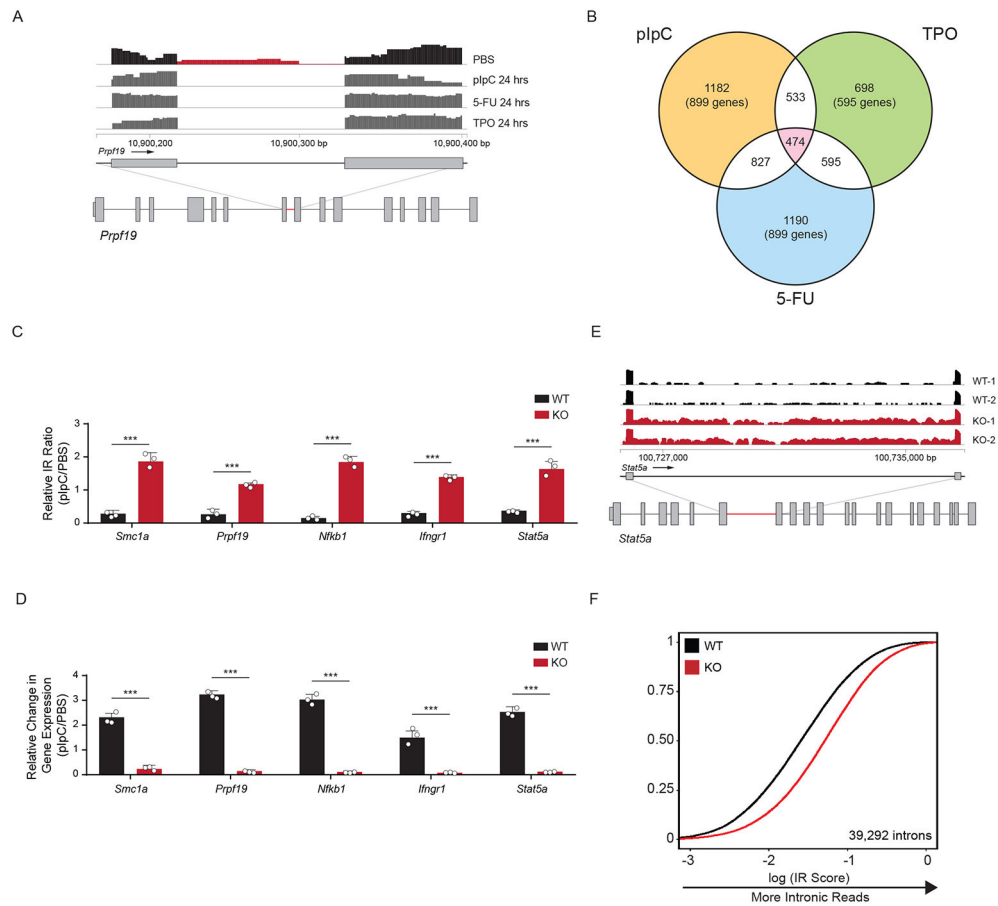 A
PBS
pIpC 24 hrs
5-FU 24 hrs
TPO 24 hrs
10,900,200
10,900,300 bp
10,900,400 bp
Prpf19
Prpf19
B
pIpC
TPO
1182
(899 genes)
533
698
(595 genes)
474
827
595
1190
(899 genes)
5-FU
C
WT
KO
Relative IR Ratio
(pIpC/PBS)
3
2
1
0
***
***
***
***
***
Smc1a
Prpf19
Nfkb1
Ifngr1
Stat5a
D
WT
KO
Relative Change in
Gene Expression
(pIpC/PBS)
4
3
2
1
0
***
***
***
***
***
Smc1a
Prpf19
Nfkb1
Ifngr1
Stat5a
E
WT-1
WT-2
KO-1
KO-2
100,727,000
100,735,000 bp
Stat5a
Stat5a
F
WT
KO
1
0.75
0.50
0.25
0
39,292 introns
-3
-2
-1
0
log (IR Score)
More Intronic Reads